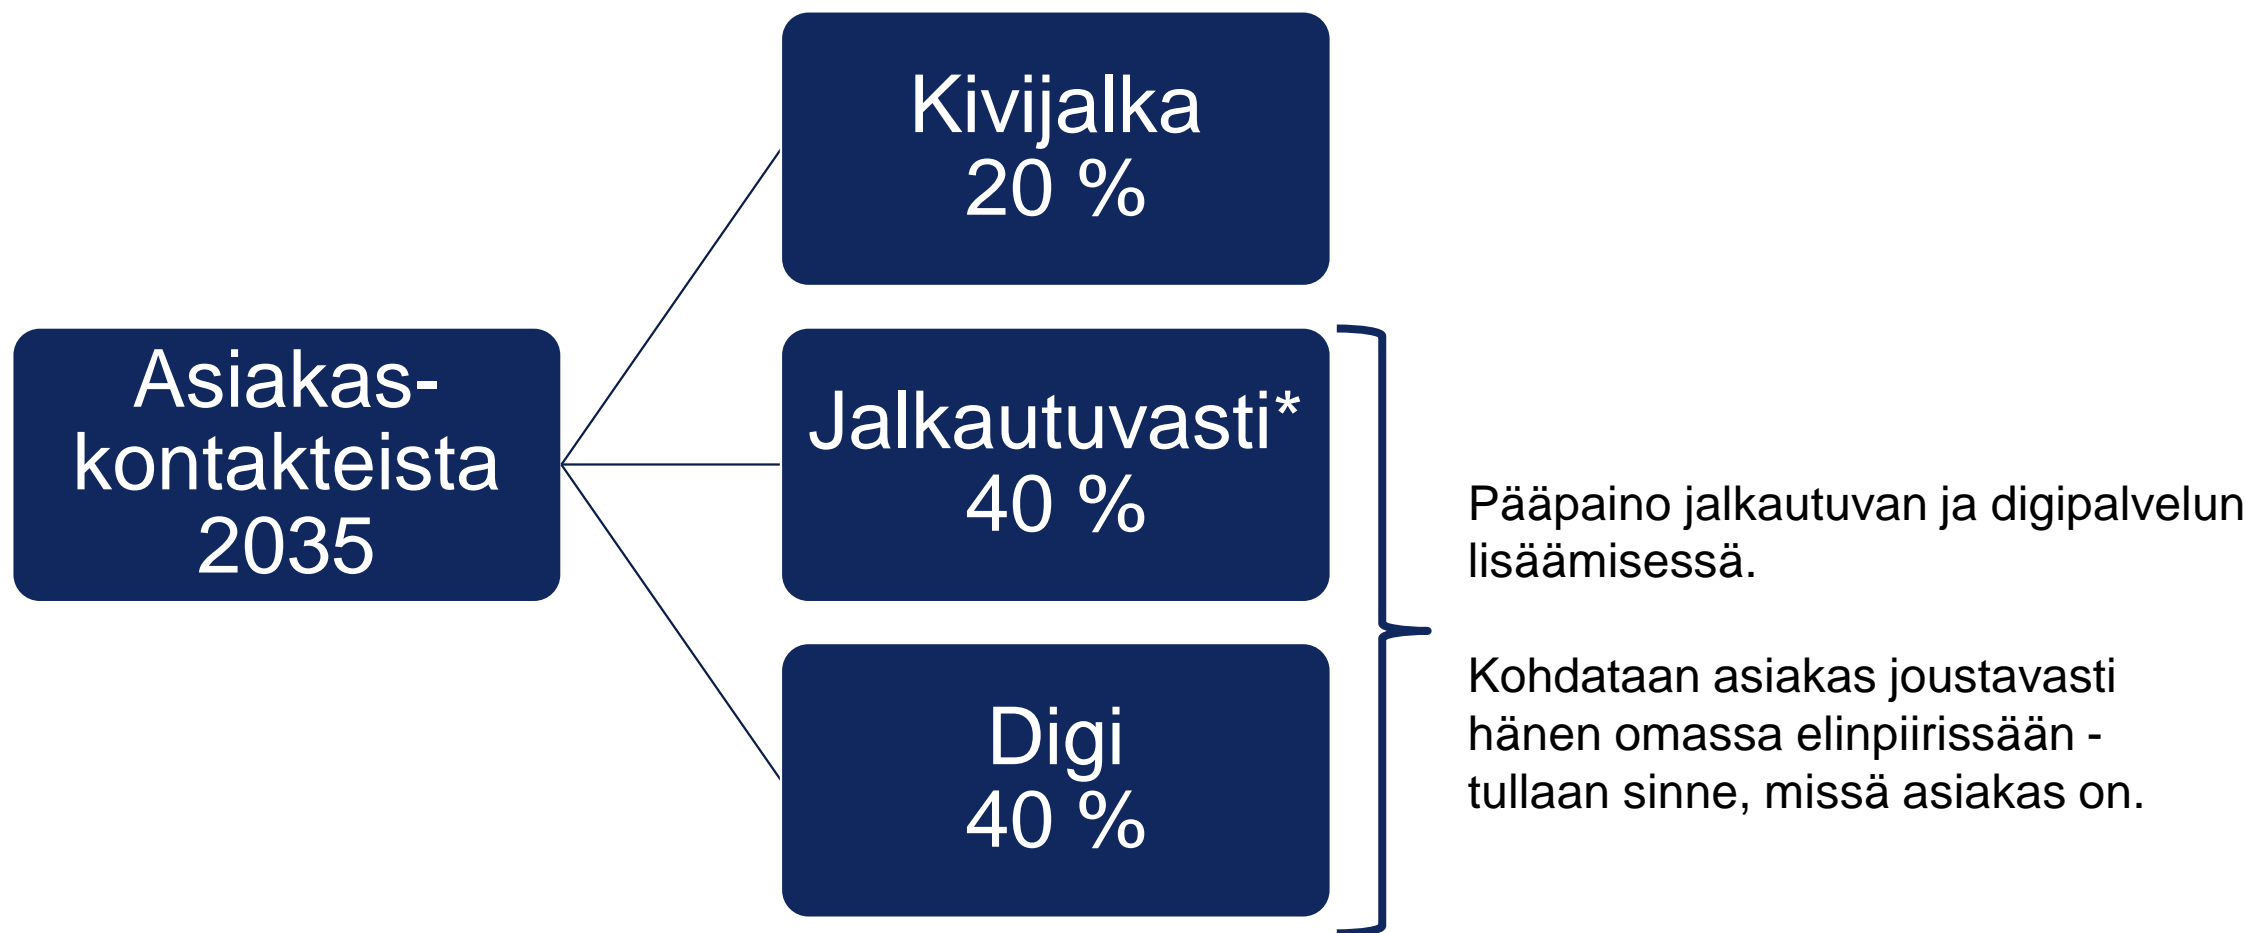 Asiakas-
kontakteista
2035
Kivijalka
20 %
Jalkautuvasti*
40 %
Digi
40 %
Pääpaino jalkautuvan ja digipalvelun
lisäämisessä.
Kohdataan asiakas joustavasti
hänen omassa elinpiirissään -
tullaan sinne, missä asiakas on.